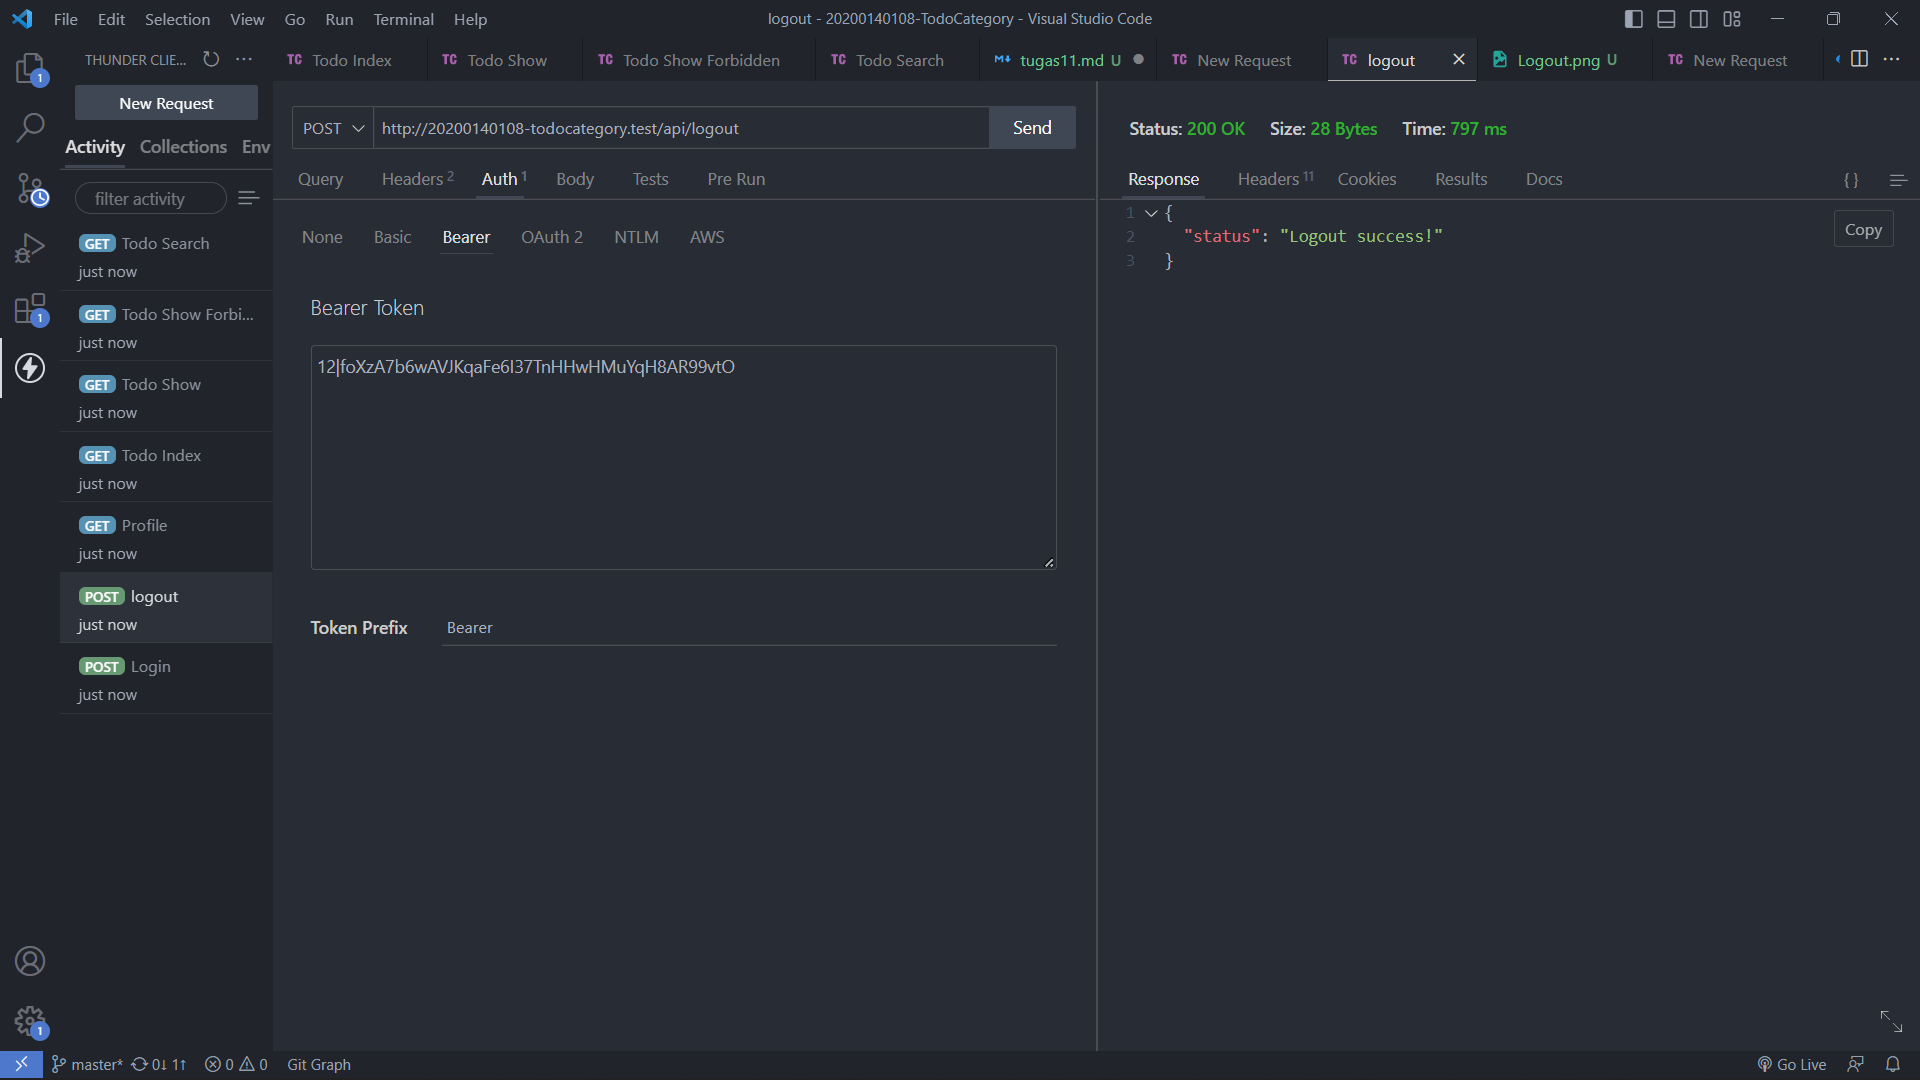 File Edit Selection View Go Run Terminal Help
logout - 20200140108-TodoCategory - Visual Studio Code
THUNDER CLIE...
TC Todo Index
TC Todo Show
TC Todo Show Forbidden
TC Todo Search
tugas11.md U
TC New Request
TC logout
Logout.png U
TC New Request
1
New Request
Activity Collections Env
filter activity
GET Todo Search
just now
GET Todo Show Forbi...
just now
GET Todo Show
just now
GET Todo Index
just now
GET Profile
just now
POST logout
just now
POST Login
just now
1
1
POST http://20200140108-todocategory.test/api/logout Send
Query Headers 2 Auth 1 Body Tests Pre Run
None Basic Bearer OAuth 2 NTLM AWS
Bearer Token
12|foXzA7b6wAVJKqaFe6I37TnHHwHMuYqH8AR99vtO
Token Prefix Bearer
Status: 200 OK Size: 28 Bytes Time: 797 ms
Response Headers 11 Cookies Results Docs { }
1 {
2 "status": "Logout success!"
3 }
Copy
master* 0↓ 1↑ 0 0 Git Graph
Go Live